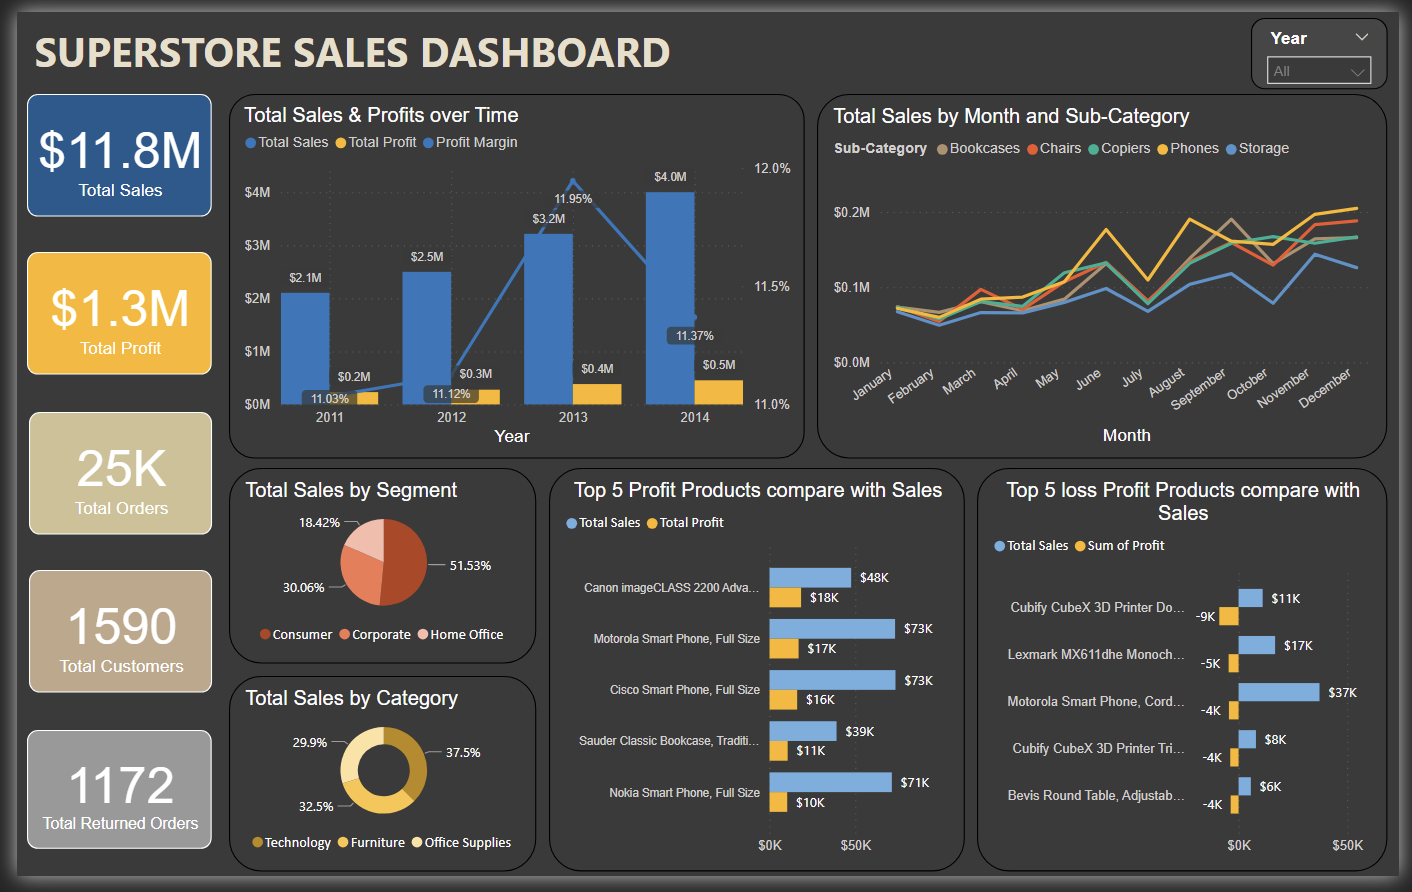 SUPERSTORE SALES DASHBOARD
Year
All
$11.8M
Total Sales
$1.3M
Total Profit
25K
Total Orders
1590
Total Customers
1172
Total Returned Orders
Total Sales & Profits over Time
Total Sales Total Profit Profit Margin
12.0%
11.5%
11.0%
$4M
$3M
$2M
$1M
$0M
$2.1M
$2.5M
$3.2M
$4.0M
$0.2M
$0.3M
$0.4M
$0.5M
11.03%
11.12%
11.95%
11.37%
2011 2012 2013 2014
Year
Total Sales by Month and Sub-Category
Sub-Category Bookcases Chairs Copiers Phones Storage
$0.2M
$0.1M
$0.0M
January February March April May June July August September October November December
Month
Total Sales by Segment
18.42%
51.53%
30.06%
Consumer Corporate Home Office
Total Sales by Category
29.9%
37.5%
32.5%
Technology Furniture Office Supplies
Top 5 Profit Products compare with Sales
Total Sales Total Profit
Canon imageCLASS 2200 Adva... $48K
$18K
Motorola Smart Phone, Full Size $73K
$17K
Cisco Smart Phone, Full Size $73K
$16K
Sauder Classic Bookcase, Traditi... $39K
$11K
Nokia Smart Phone, Full Size $71K
$10K
$0K $50K
Top 5 loss Profit Products compare with
Sales
Total Sales Sum of Profit
Cubify CubeX 3D Printer Do... $11K
-9K
Lexmark MX611dhe Monoch... $17K
-5K
Motorola Smart Phone, Cord... $37K
-4K
Cubify CubeX 3D Printer Tri... $8K
-4K
Bevis Round Table, Adjustab... $6K
-4K
$0K $50K